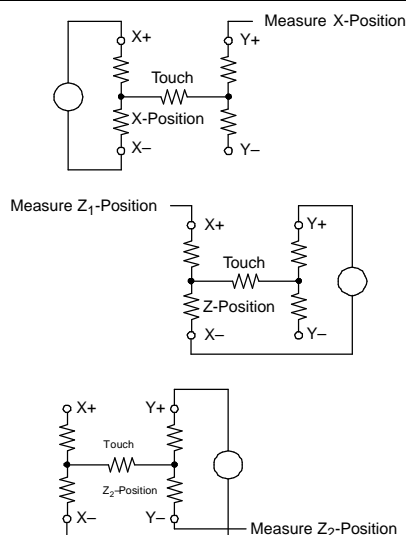 Measure X-Position
X+ Y+
Touch
X-Position
X– Y–
Measure Z₁-Position
X+ Y+
Touch
Z-Position
X– Y–
X+ Y+
Touch
Z₂-Position
X– Y–
Measure Z₂-Position